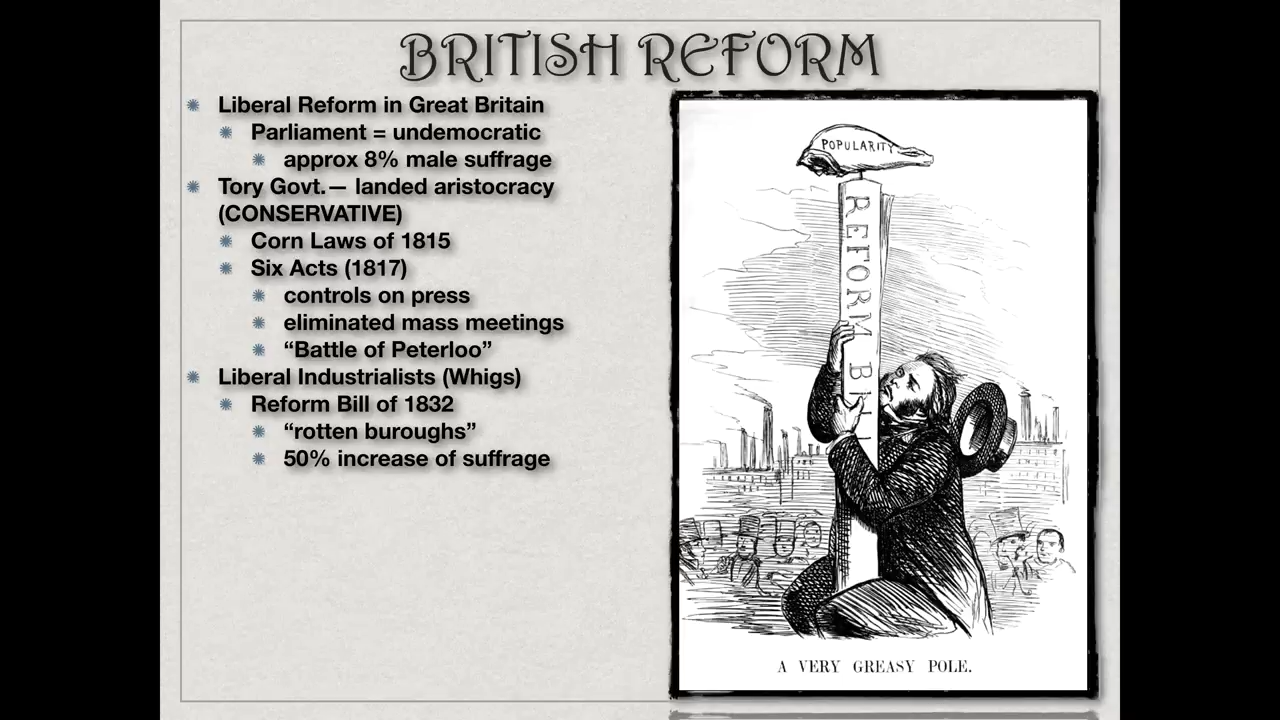 BRITISH REFORM
Liberal Reform in Great Britain
Parliament = undemocratic
approx 8% male suffrage
Tory Govt.— landed aristocracy
(CONSERVATIVE)
Corn Laws of 1815
Six Acts (1817)
controls on press
eliminated mass meetings
“Battle of Peterloo”
Liberal Industrialists (Whigs)
Reform Bill of 1832
“rotten buroughs”
50% increase of suffrage
POPULARITY
REFORM BILL
A VERY GREASY POLE.